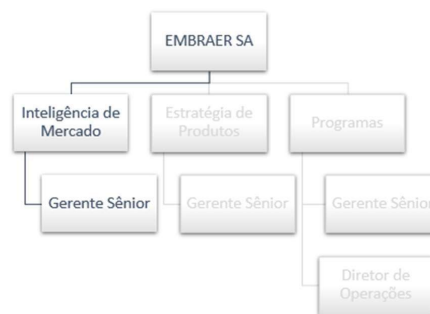 EMBRAER SA
Inteligência de
Mercado
Estratégia de
Produtos
Programas
Gerente Sênior
Gerente Sênior
Gerente Sênior
Diretor de
Operações